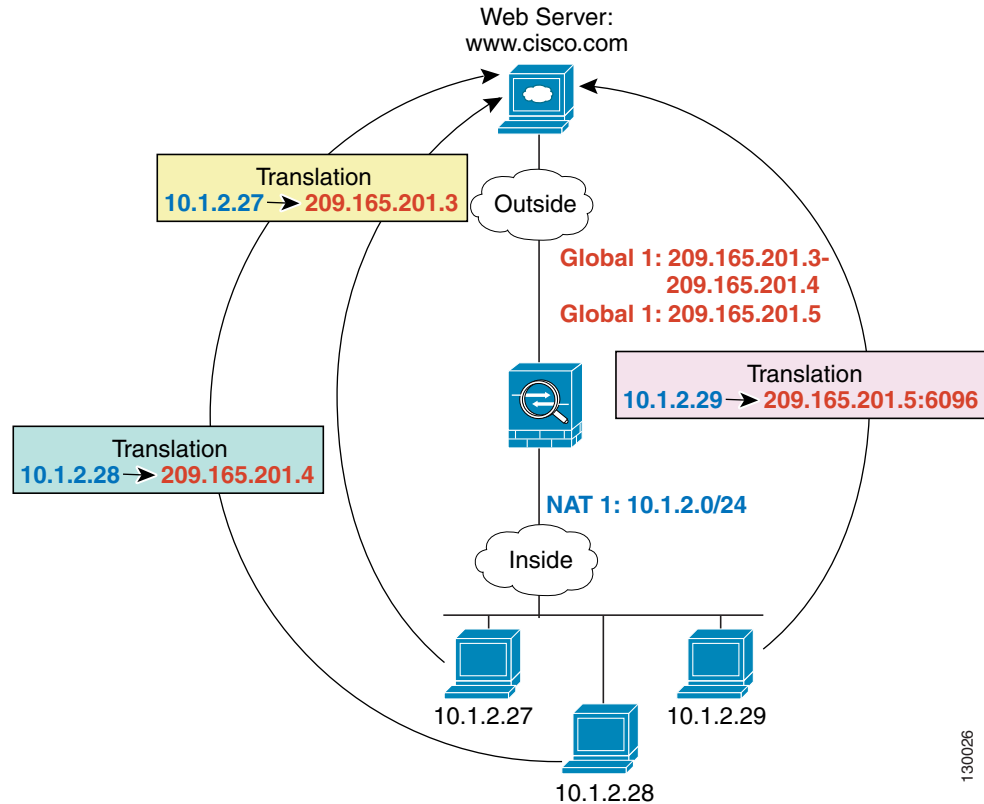 Web Server:
www.cisco.com
Translation
10.1.2.27 → 209.165.201.3
Outside
Global 1: 209.165.201.3-
209.165.201.4
Global 1: 209.165.201.5
Translation
10.1.2.29 → 209.165.201.5:6096
Translation
10.1.2.28 → 209.165.201.4
NAT 1: 10.1.2.0/24
Inside
10.1.2.27
10.1.2.29
10.1.2.28
130026